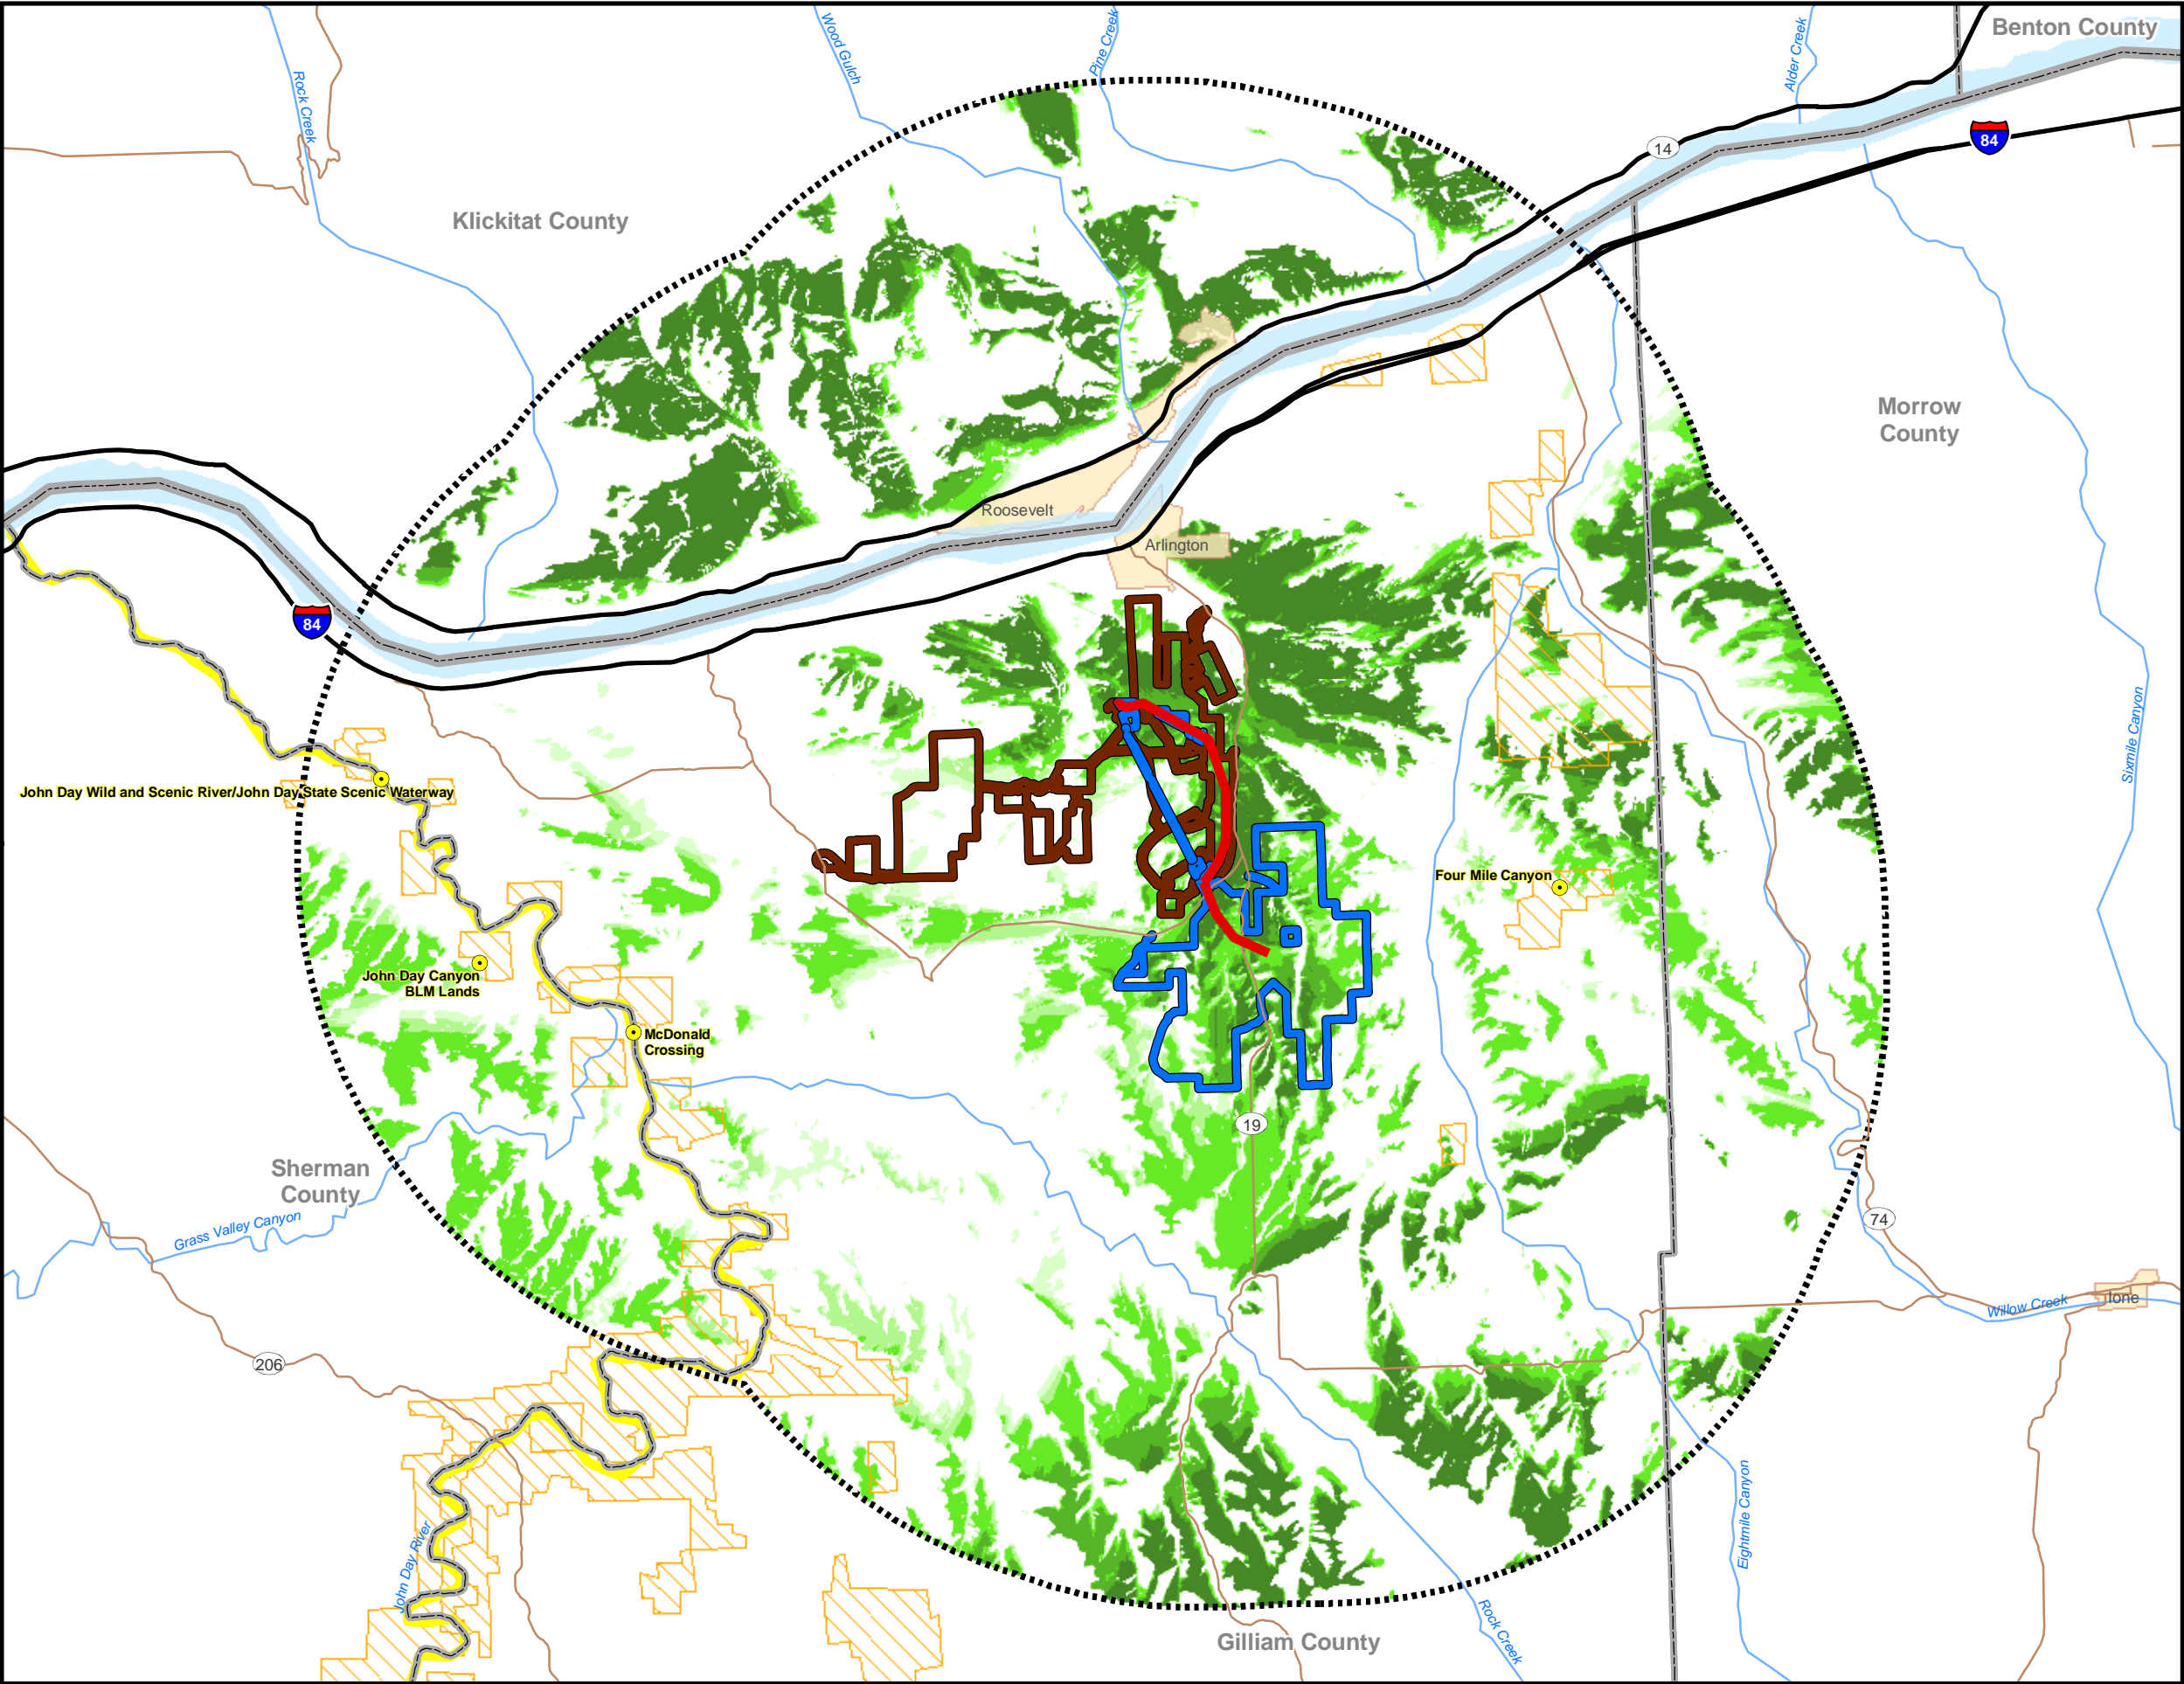 Benton County
Wood Gulch
Pine Creek
Alder Creek
Rock Creek
84
14
Klickitat County
Morrow
County
Roosevelt
Arlington
84
Sixmile Canyon
John Day Wild and Scenic River/John Day State Scenic Waterway
Four Mile Canyon
John Day Canyon
BLM Lands
McDonald
Crossing
19
Sherman
County
Grass Valley Canyon
74
Willow Creek
Ione
206
John Day River
Eightmile Canyon
Rock Creek
Gilliam County